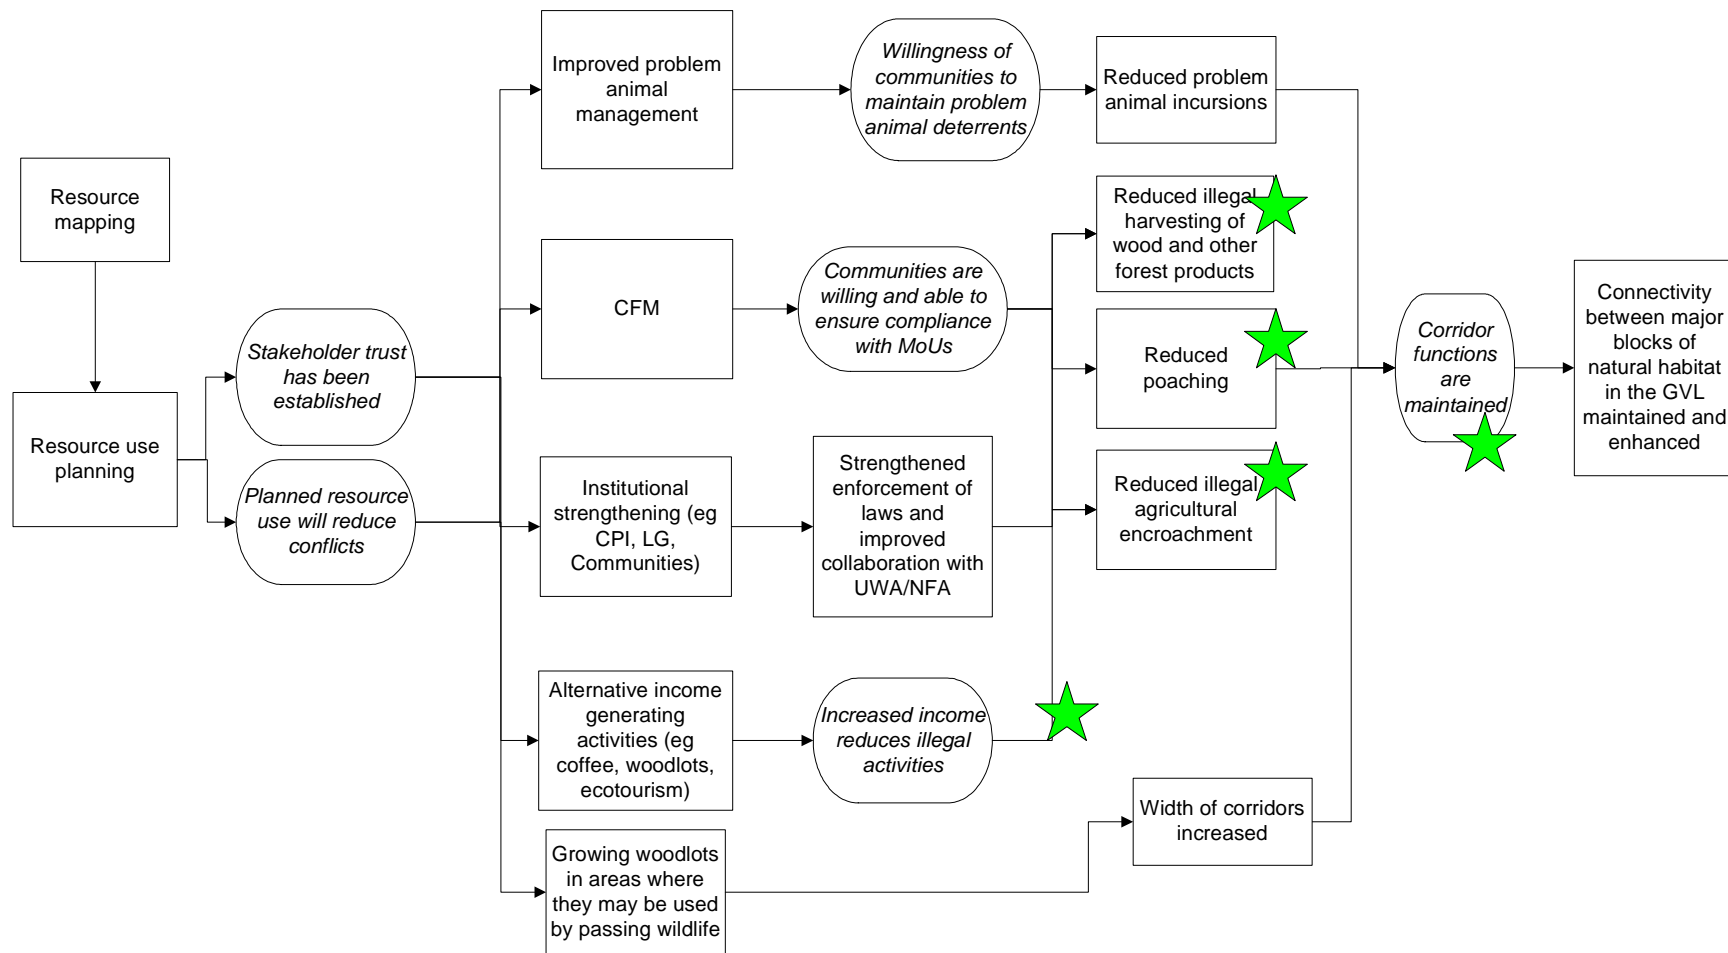 Resource
mapping
Resource use
planning
Stakeholder trust
has been
established
Planned resource
use will reduce
conflicts
Improved problem
animal
management
Willingness of
communities to
maintain problem
animal deterrents
Reduced problem
animal incursions
CFM
Communities are
willing and able to
ensure compliance
with MoUs
Reduced illegal
harvesting of
wood and other
forest products
Reduced
poaching
Reduced illegal
agricultural
encroachment
Institutional
strengthening (eg
CPI, LG,
Communities)
Strengthened
enforcement of
laws and
improved
collaboration with
UWA/NFA
Alternative income
generating
activities (eg
coffee, woodlots,
ecotourism)
Increased income
reduces illegal
activities
Growing woodlots
in areas where
they may be used
by passing wildlife
Width of corridors
increased
Corridor
functions
are
maintained
Connectivity
between major
blocks of
natural habitat
in the GVL
maintained and
enhanced